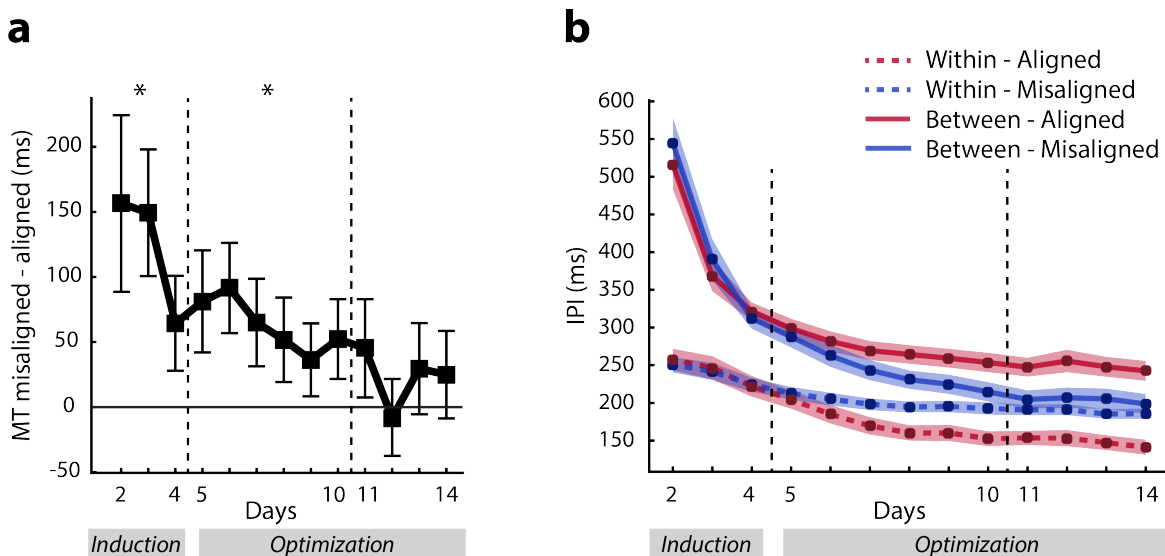 a
b
* *
MT misaligned - aligned (ms)
200
150
100
50
0
-50
2 4 5 10 11 14
Days
Induction Optimization
Within - Aligned
Within - Misaligned
Between - Aligned
Between - Misaligned
IPI (ms)
600
550
500
450
400
350
300
250
200
150
2 4 5 10 11 14
Days
Induction Optimization